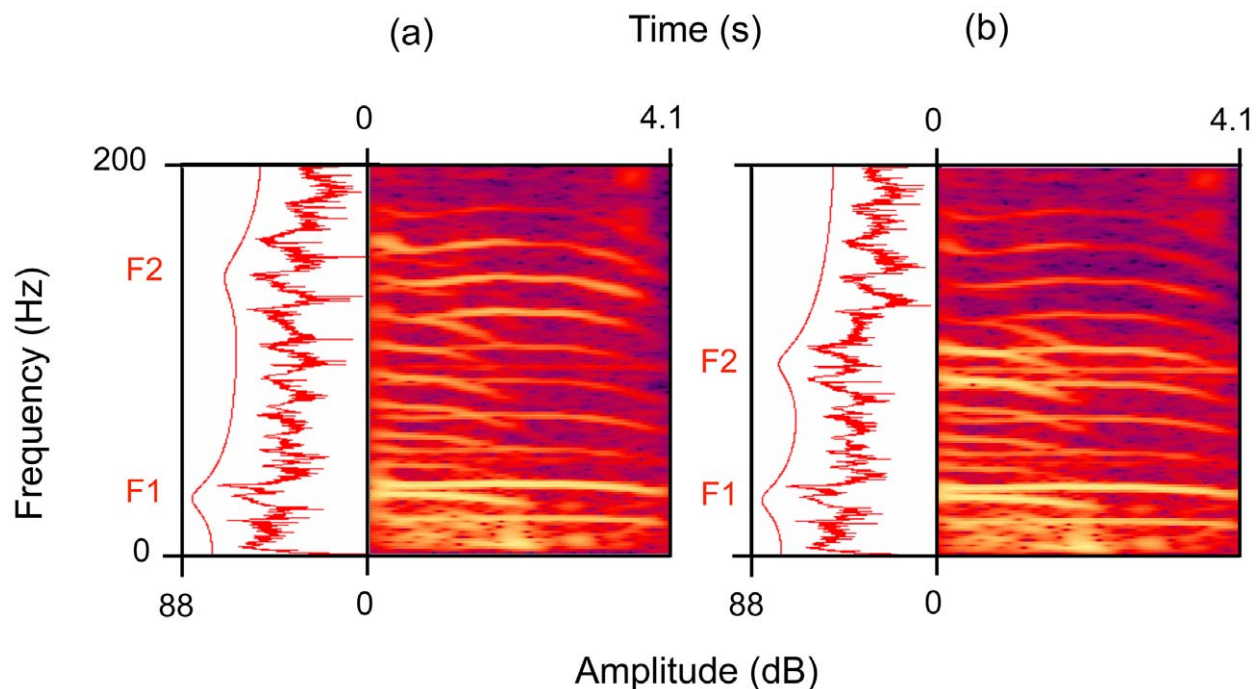 (a) Time (s) (b)
0 4.1 0 4.1
200
F2
F2
Frequency (Hz)
F1 F1
0
88 0 88 0
Amplitude (dB)